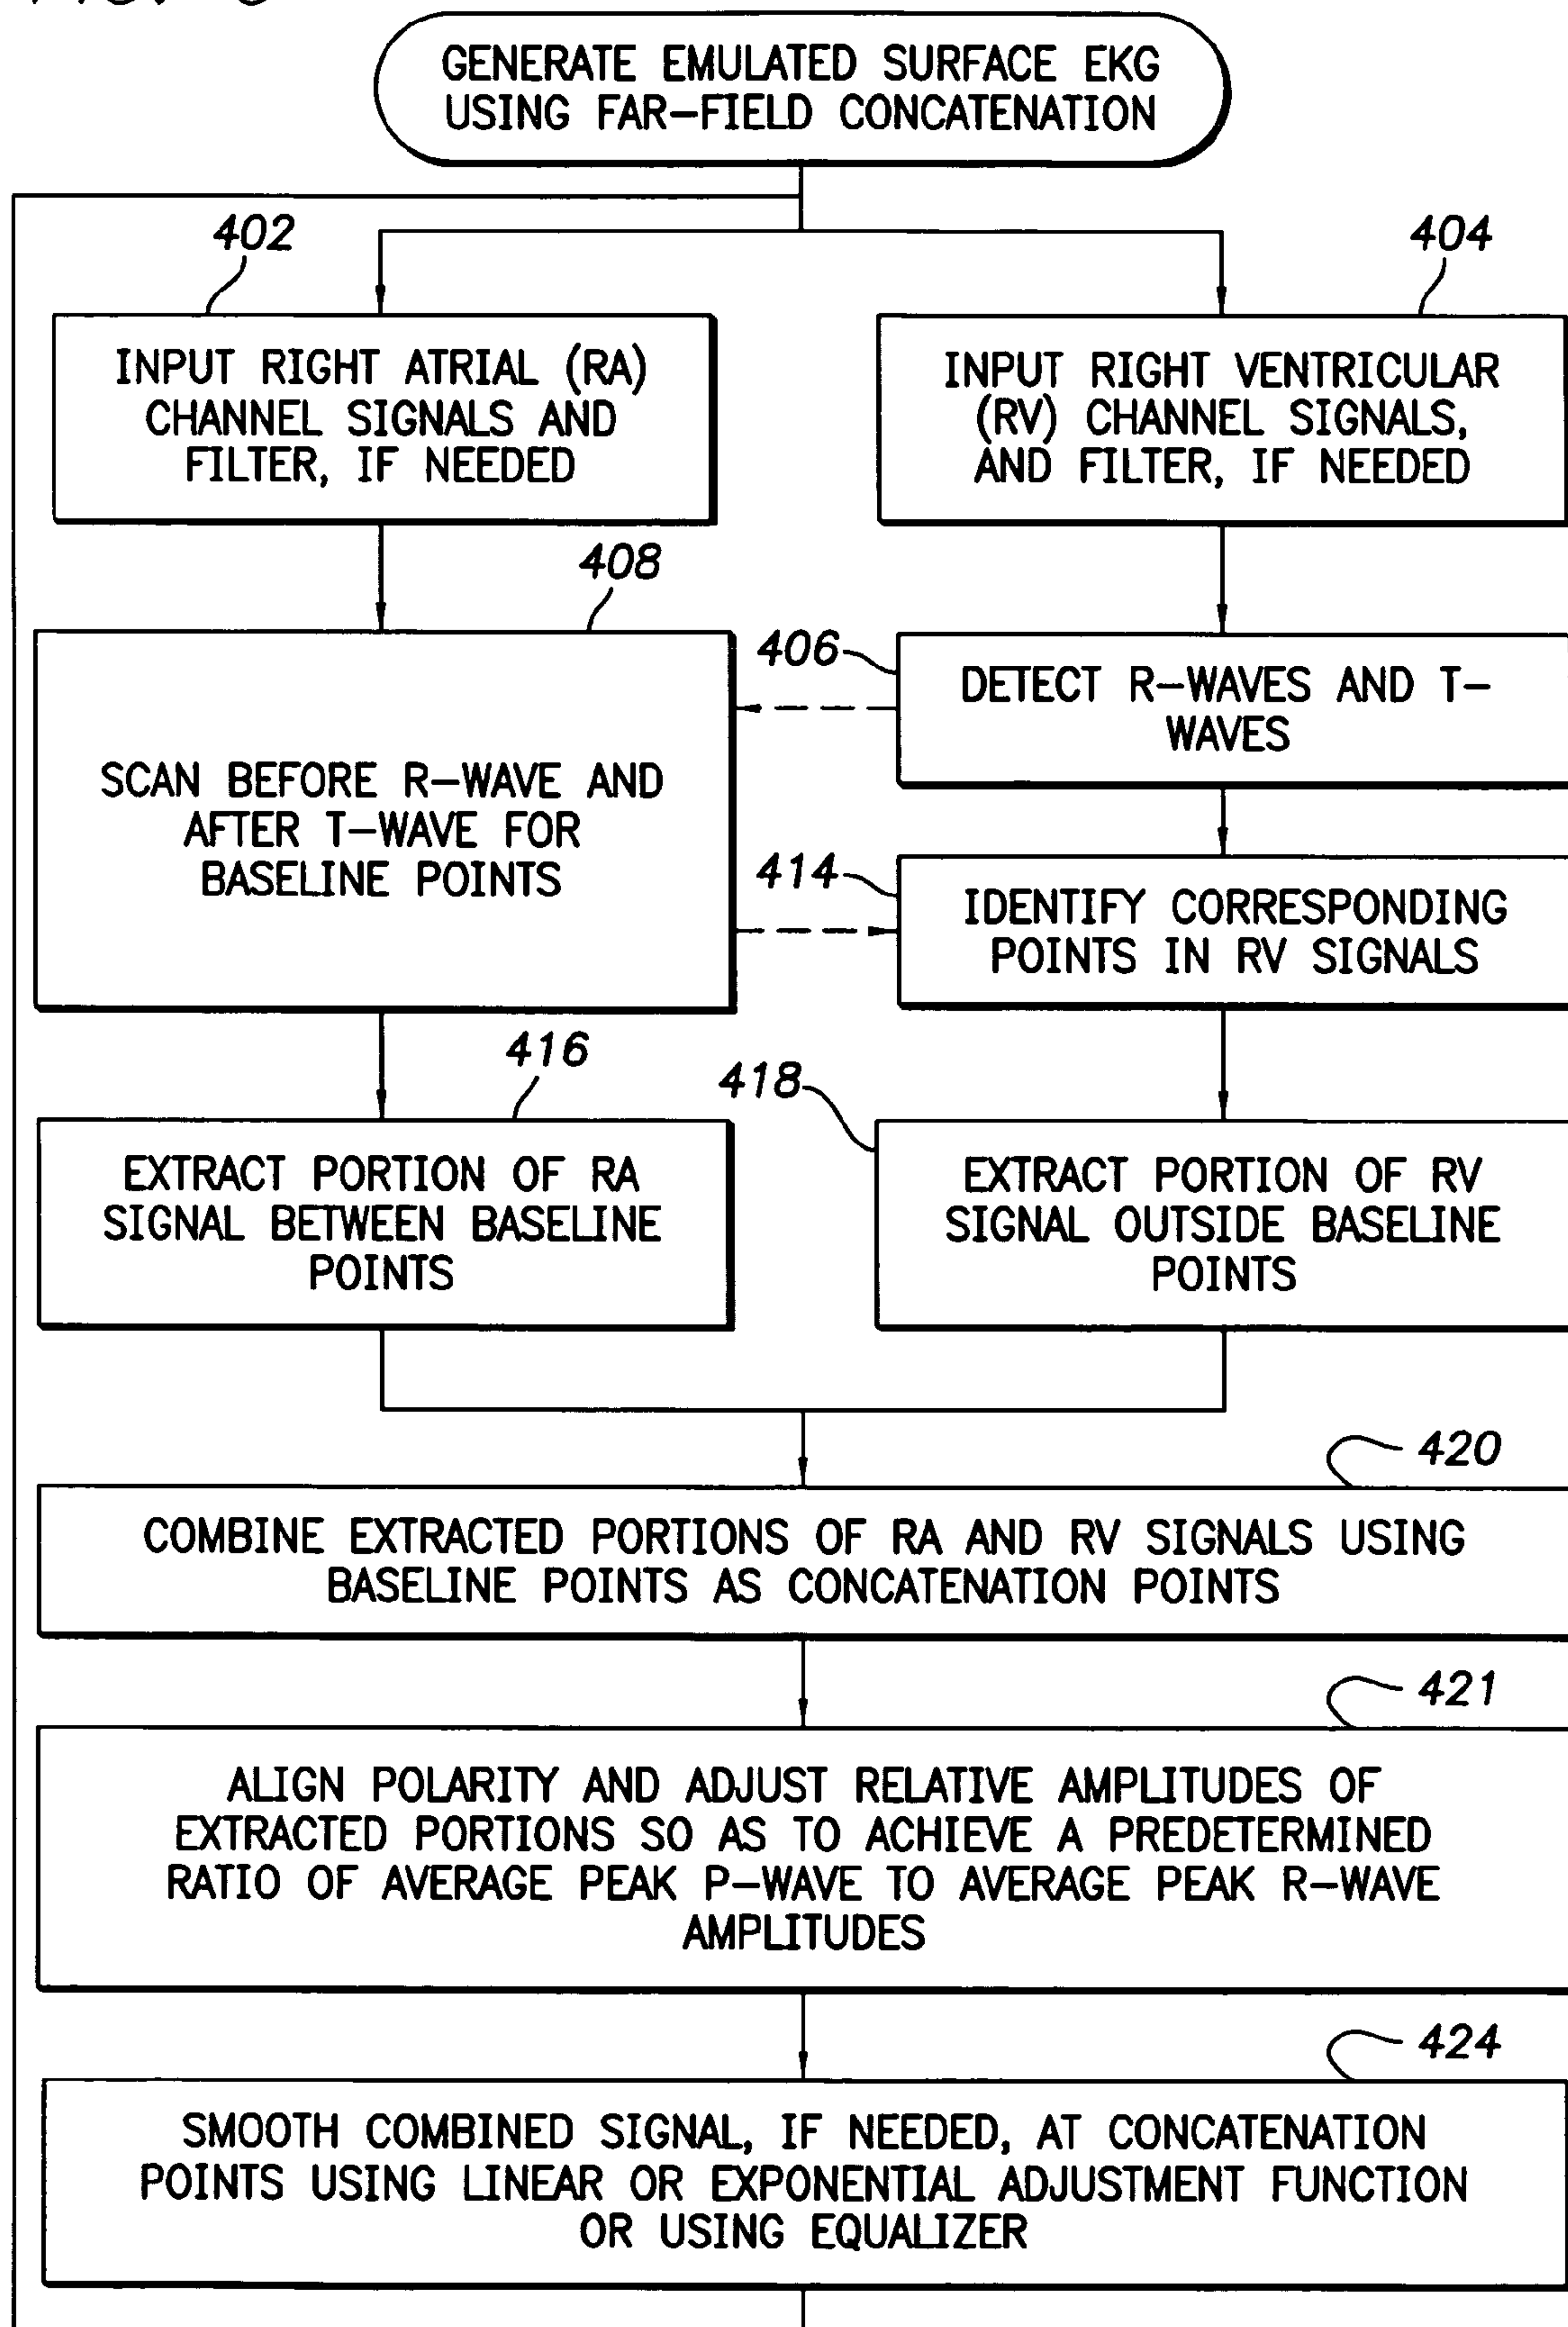 GENERATE EMULATED SURFACE EKG
USING FAR-FIELD CONCATENATION
402
404
INPUT RIGHT ATRIAL (RA)
CHANNEL SIGNALS AND
FILTER, IF NEEDED
INPUT RIGHT VENTRICULAR
(RV) CHANNEL SIGNALS,
AND FILTER, IF NEEDED
408
406
SCAN BEFORE R-WAVE AND
AFTER T-WAVE FOR
BASELINE POINTS
DETECT R-WAVES AND T-
WAVES
414
IDENTIFY CORRESPONDING
POINTS IN RV SIGNALS
416
418
EXTRACT PORTION OF RA
SIGNAL BETWEEN BASELINE
POINTS
EXTRACT PORTION OF RV
SIGNAL OUTSIDE BASELINE
POINTS
420
COMBINE EXTRACTED PORTIONS OF RA AND RV SIGNALS USING
BASELINE POINTS AS CONCATENATION POINTS
421
ALIGN POLARITY AND ADJUST RELATIVE AMPLITUDES OF
EXTRACTED PORTIONS SO AS TO ACHIEVE A PREDETERMINED
RATIO OF AVERAGE PEAK P-WAVE TO AVERAGE PEAK R-WAVE
AMPLITUDES
424
SMOOTH COMBINED SIGNAL, IF NEEDED, AT CONCATENATION
POINTS USING LINEAR OR EXPONENTIAL ADJUSTMENT FUNCTION
OR USING EQUALIZER